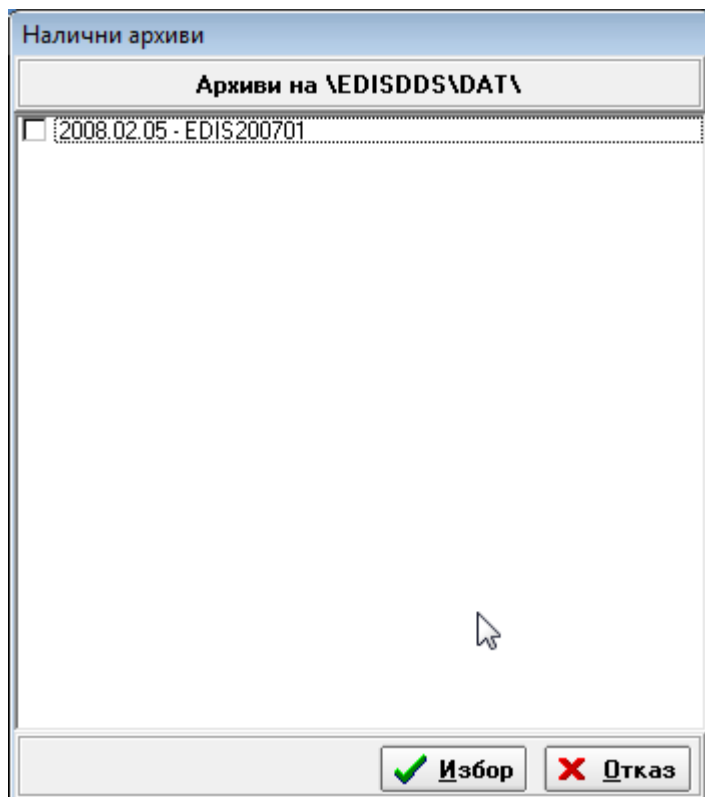 Налични архиви
Архиви на \EDISDDS\DAT\
2008.02.05 - EDIS200701
Избор
Отказ